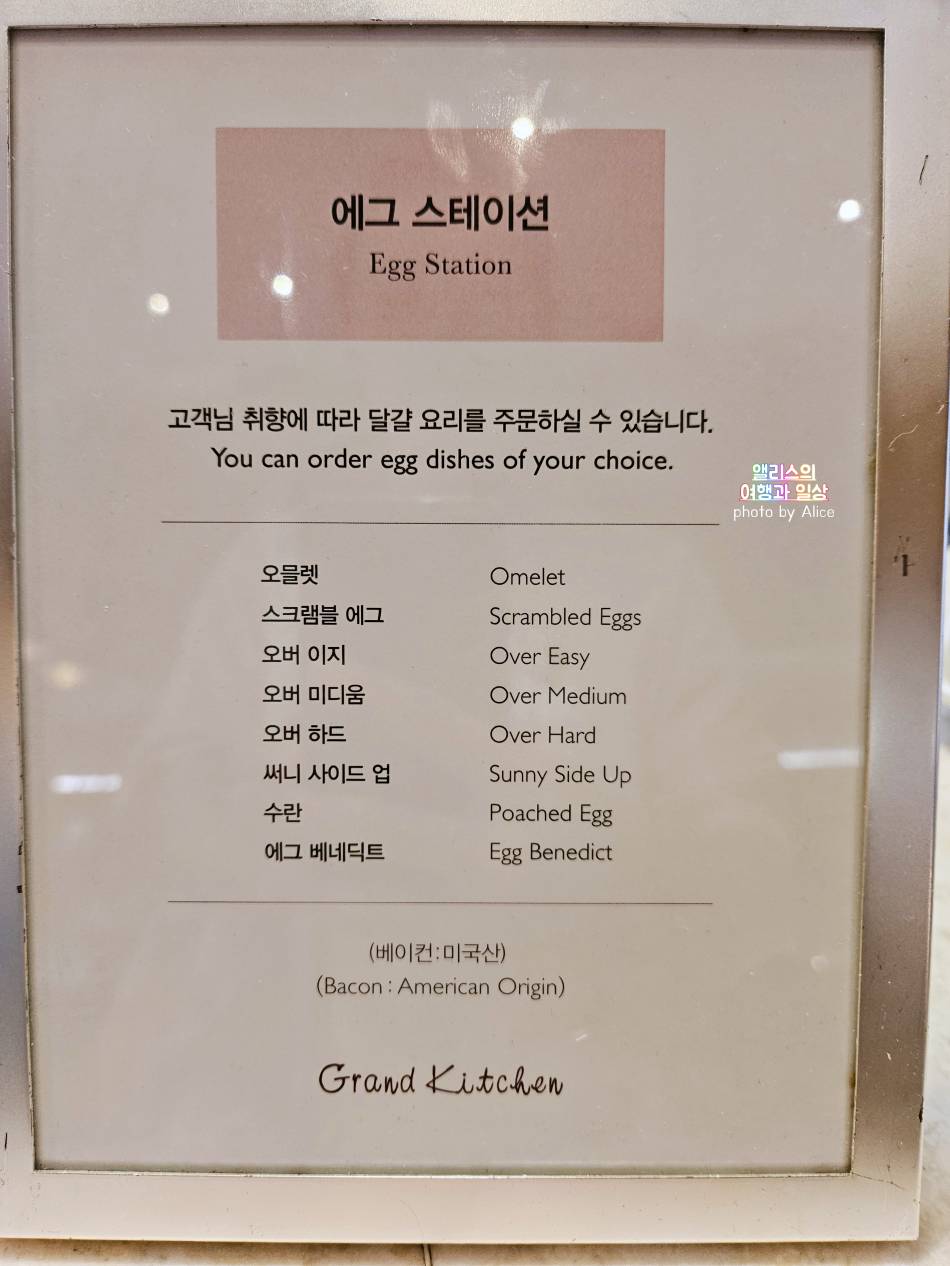 에그 스테이션
Egg Station
고객님 취향에 따라 달걀 요리를 주문하실 수 있습니다.
You can order egg dishes of your choice.
앨리스의
여행과 일상
photo by Alice
오믈렛 Omelet
스크램블 에그 Scrambled Eggs
오버 이지 Over Easy
오버 미디움 Over Medium
오버 하드 Over Hard
써니 사이드 업 Sunny Side Up
수란 Poached Egg
에그 베네딕트 Egg Benedict
(베이컨:미국산)
(Bacon : American Origin)
Grand Kitchen